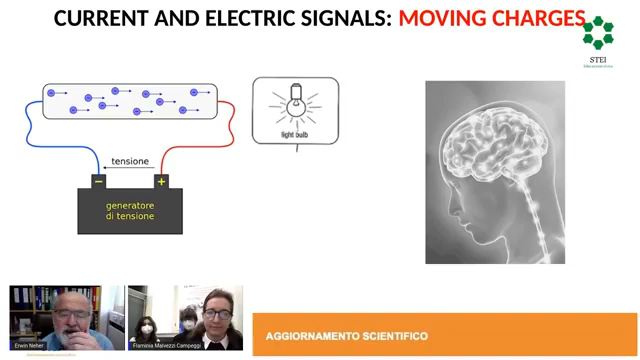 CURRENT AND ELECTRIC SIGNALS: MOVING CHARGES
STEI
light bulb
tensione
− +
generatore
di tensione
Erwin Neher
Flaminia Malvezzi Campeggi
AGGIORNAMENTO SCIENTIFICO